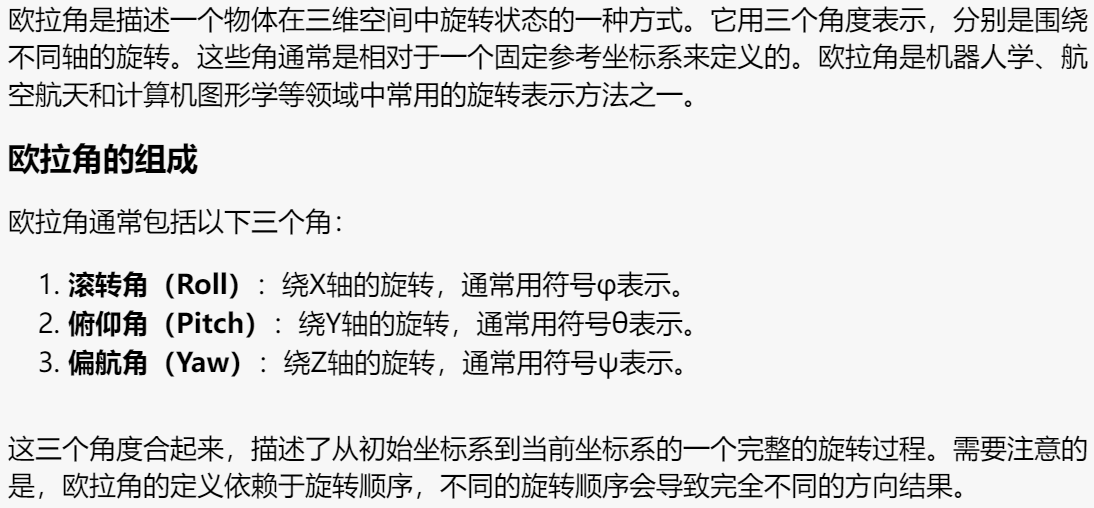 欧拉角是描述一个物体在三维空间中旋转状态的一种方式。它用三个角度表示，分别是围绕
不同轴的旋转。这些角通常是相对于一个固定参考坐标系来定义的。欧拉角是机器人学、航
空航天和计算机图形学等领域中常用的旋转表示方法之一。
欧拉角的组成
欧拉角通常包括以下三个角：
1. 滚转角（Roll）：绕X轴的旋转，通常用符号φ表示。
2. 俯仰角（Pitch）：绕Y轴的旋转，通常用符号θ表示。
3. 偏航角（Yaw）：绕Z轴的旋转，通常用符号ψ表示。
这三个角度合起来，描述了从初始坐标系到当前坐标系的一个完整的旋转过程。需要注意的
是，欧拉角的定义依赖于旋转顺序，不同的旋转顺序会导致完全不同的方向结果。